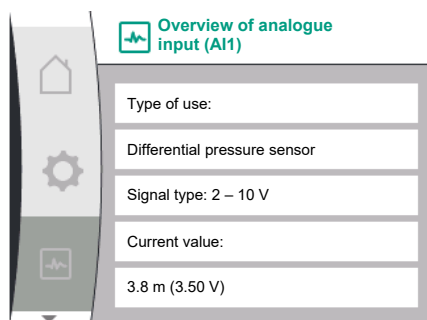 Overview of analogue
input (AI1)
Type of use:
Differential pressure sensor
Signal type: 2 – 10 V
Current value:
3.8 m (3.50 V)